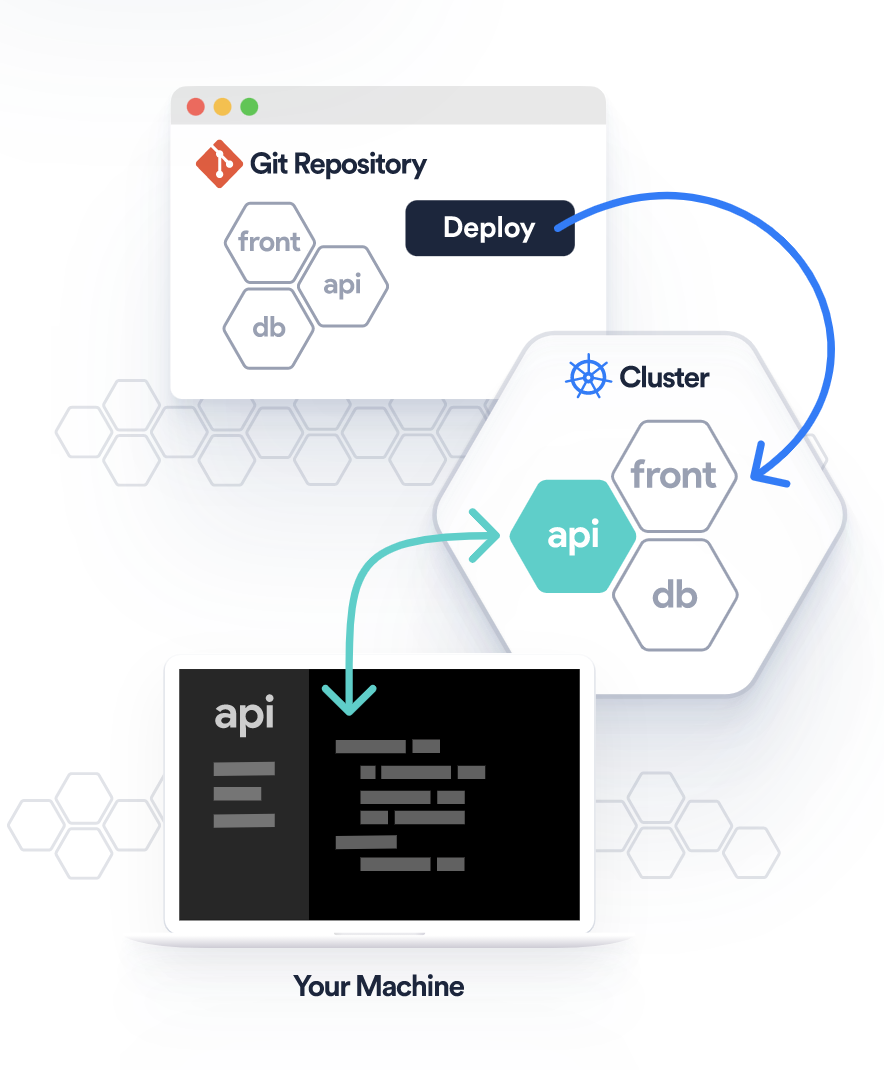 Git Repository
front
Deploy
api
db
Cluster
front
api
db
api
Your Machine